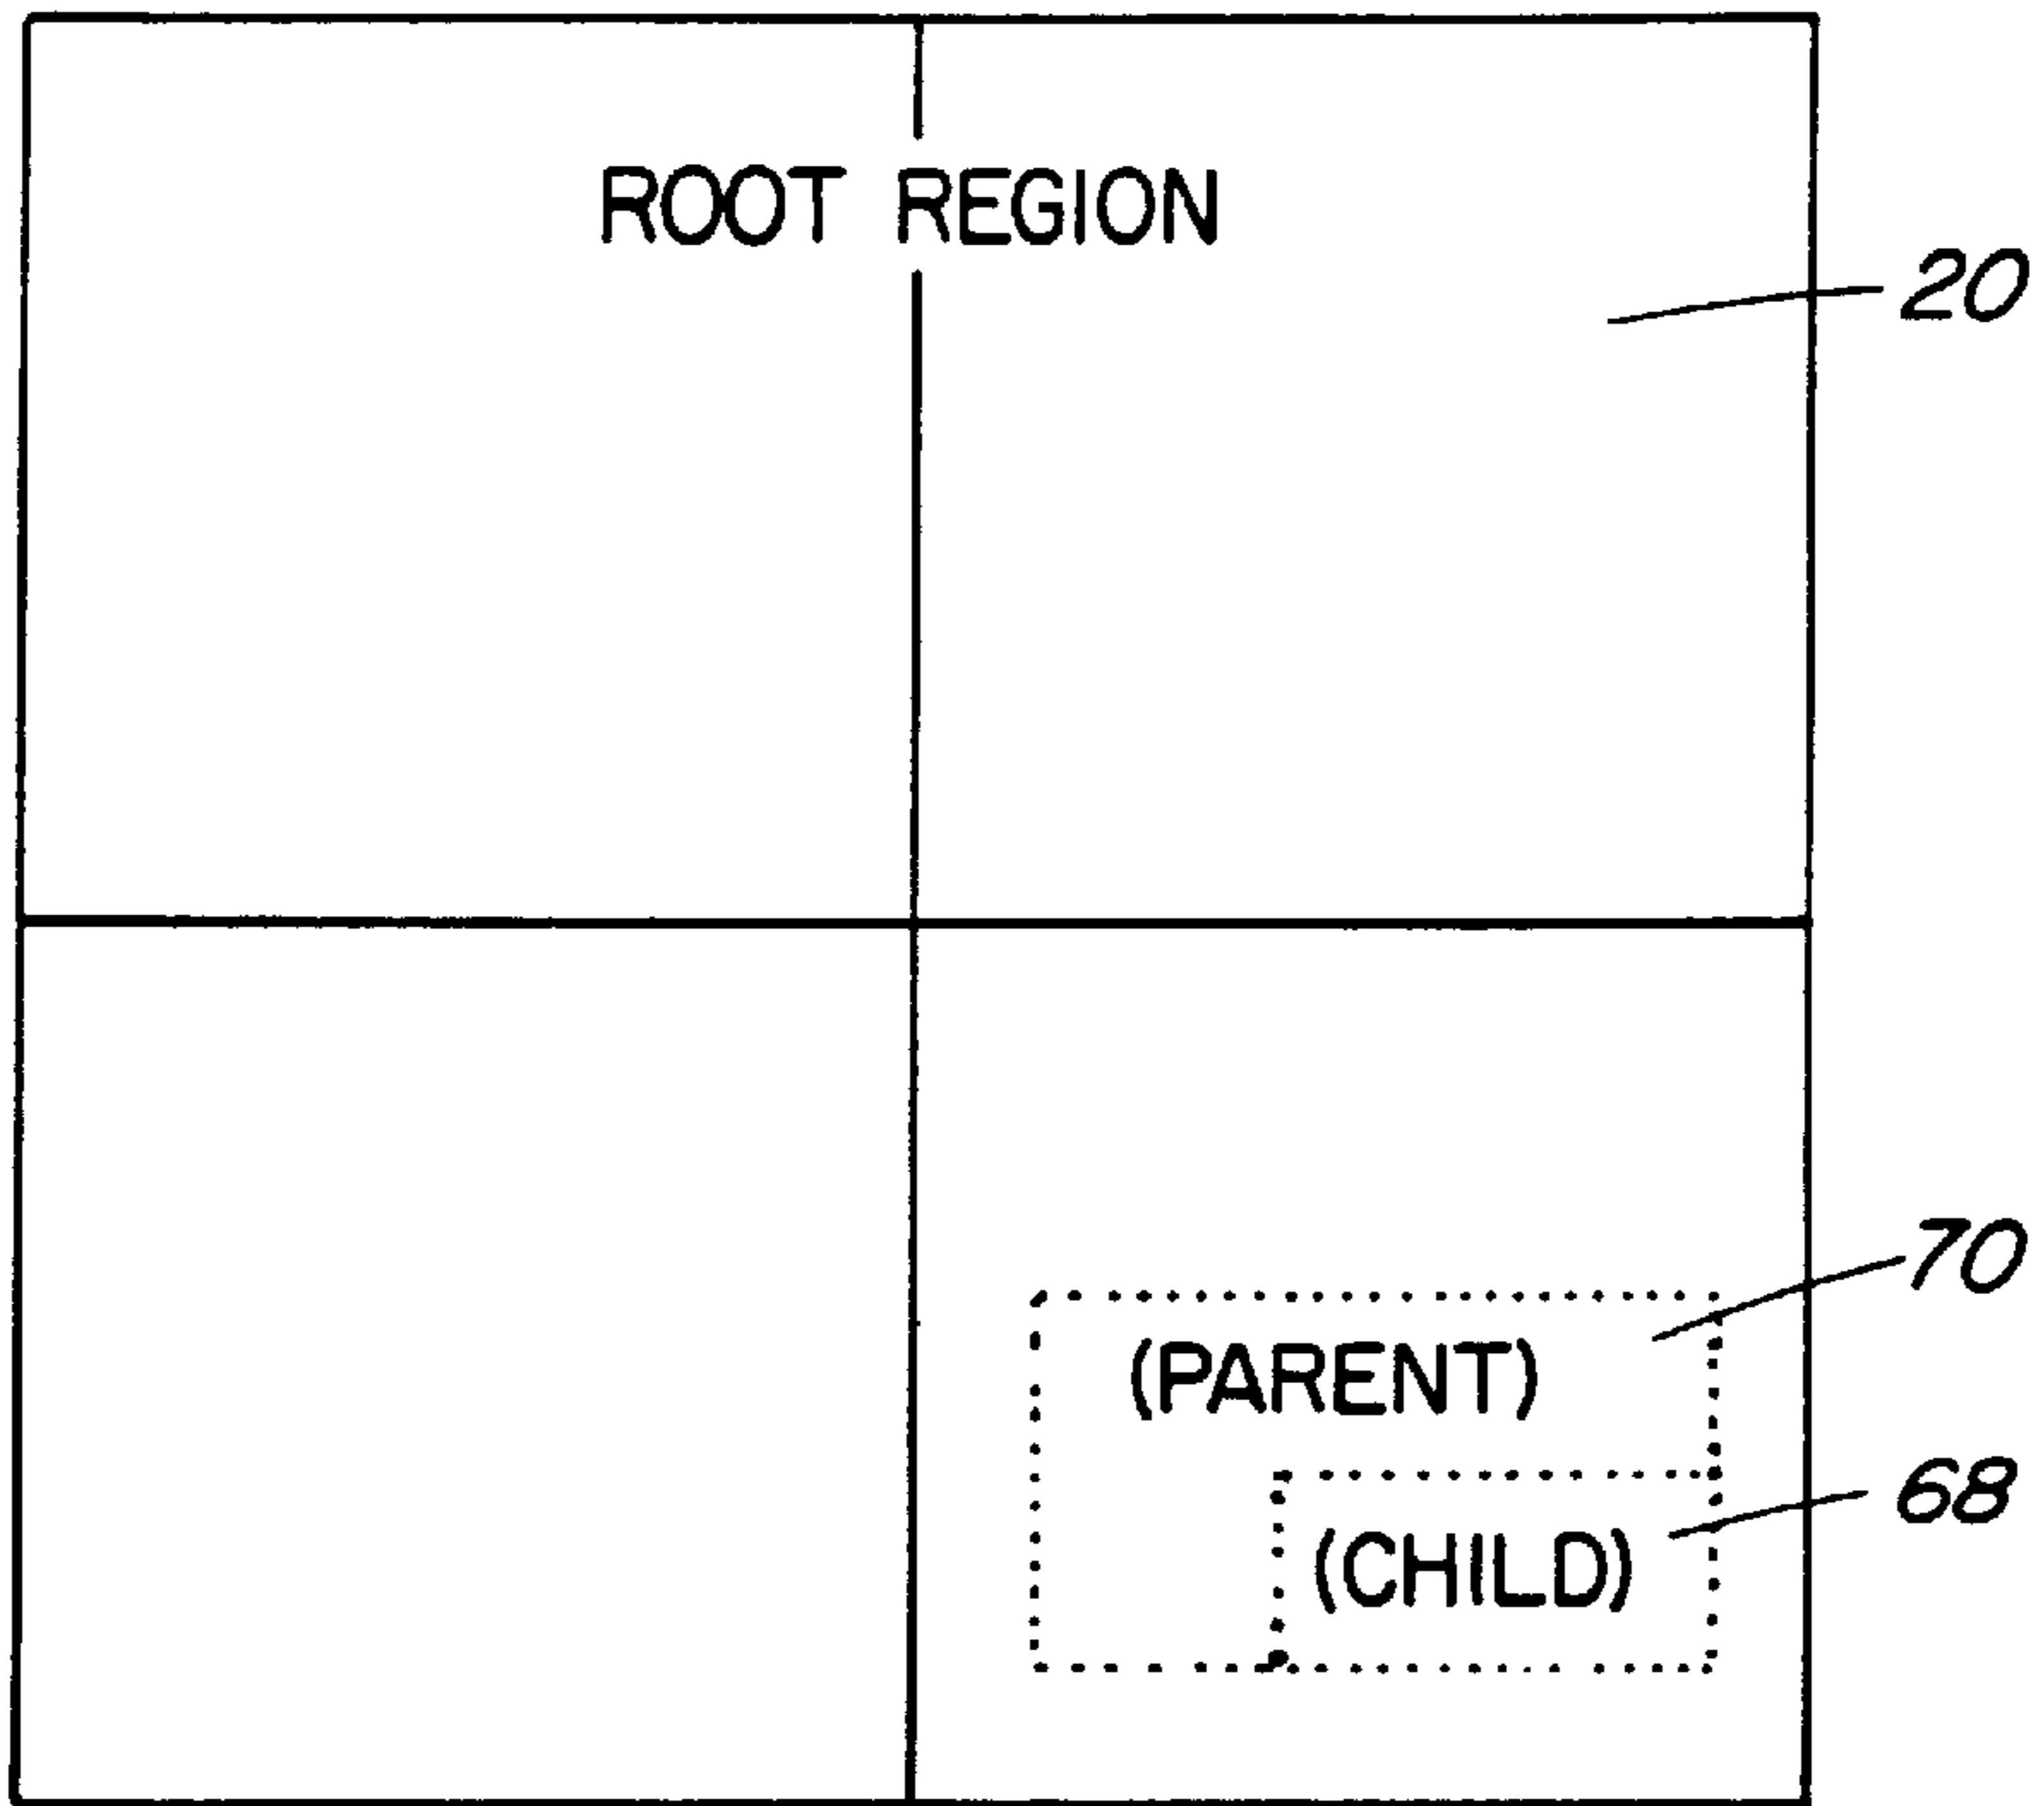 ROOT REGION
20
70
(PARENT)
68
(CHILD)